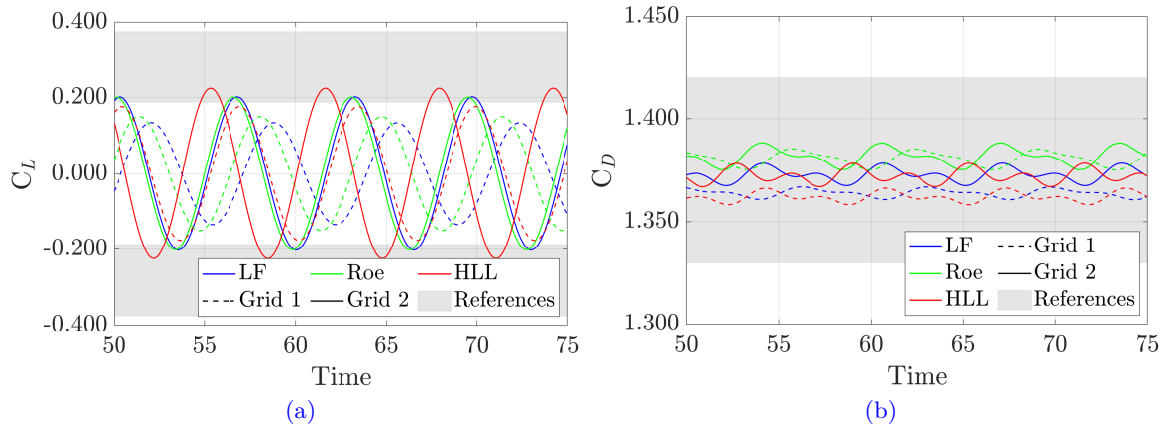 0.400
0.200
0.000
-0.200
-0.400
C_L
50 55 60 65 70 75
Time
LF Roe HLL
Grid 1 Grid 2 References
(a)
1.450
1.400
1.350
1.300
C_D
50 55 60 65 70 75
Time
LF Grid 1
Roe Grid 2
HLL References
(b)